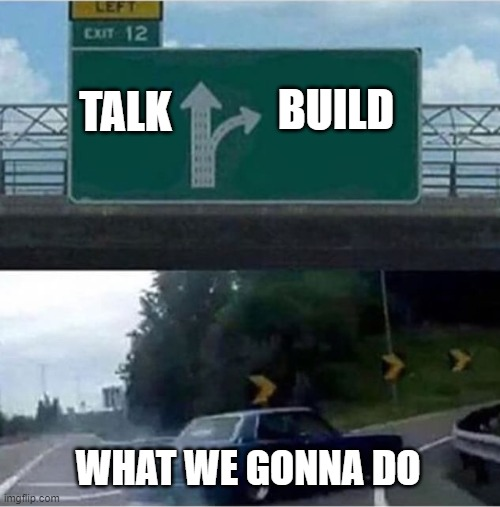 LEFT
EXIT 12
TALK
BUILD
WHAT WE GONNA DO
imgflip.com